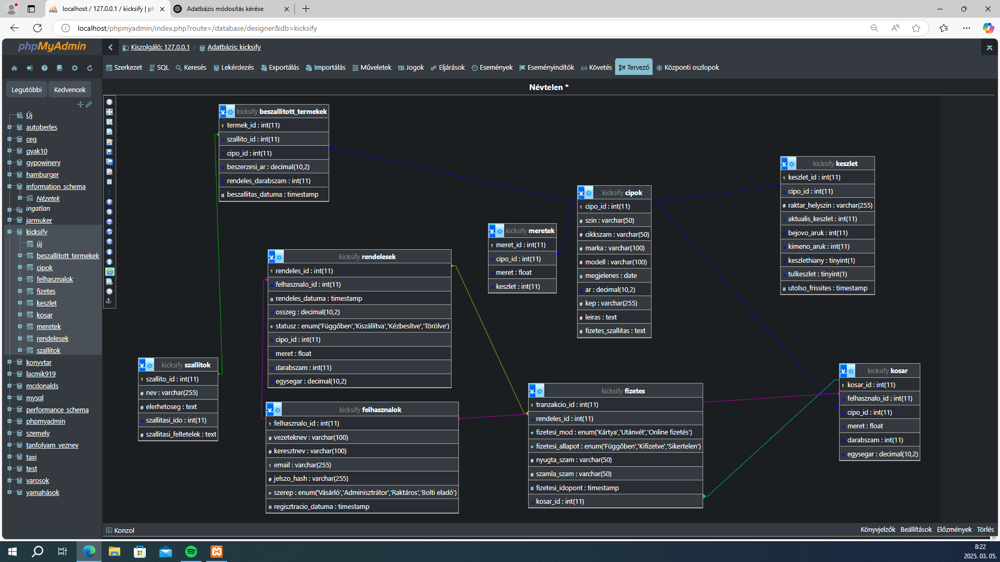 localhost / 127.0.0.1 / kicksify | ph
Adatbázis módosítás kérése
localhost/phpmyadmin/index.php?route=/database/designer&db=kicksify
phpMyAdmin
Kiszolgáló: 127.0.0.1 / Adatbázis: kicksify
Szerkezet SQL Keresés Lekérdezés Exportálás Importálás Műveletek Jogok Eljárások Események Eseményindítók Követés Tervező Központi oszlopok
Legutóbbi Kedvencek
Névtelen *
Új
autoberles
ceg
gyak10
gypowinery
hamburger
information_schema
Nézetek
ingatlan
jarmuker
kicksify
új
beszallitott_termekek
cipok
felhasznalok
fizetes
keszlet
kosar
meretek
rendelesek
szallitok
konyvtar
lacmik919
mcdonalds
mysql
performance_schema
phpmyadmin
szemely
tanfolyam_veznev
taxi
test
varosok
yamahások
kicksify beszallitott_termekek
termek_id : int(11)
szallito_id : int(11)
cipo_id : int(11)
beszerzesi_ar : decimal(10,2)
rendeles_darabszam : int(11)
beszallitas_datuma : timestamp
kicksify keszlet
keszlet_id : int(11)
cipo_id : int(11)
raktar_helyszin : varchar(255)
aktualis_keszlet : int(11)
bejovo_aruk : int(11)
kimeno_aruk : int(11)
keszlethiany : tinyint(1)
tulkeszlet : tinyint(1)
utolso_frissites : timestamp
kicksify cipok
cipo_id : int(11)
szin : varchar(50)
cikkszam : varchar(50)
marka : varchar(100)
modell : varchar(100)
megjelenes : date
ar : decimal(10,2)
kep : varchar(255)
leiras : text
fizetes_szallitas : text
kicksify meretek
meret_id : int(11)
cipo_id : int(11)
meret : float
keszlet : int(11)
kicksify rendelesek
rendeles_id : int(11)
felhasznalo_id : int(11)
rendeles_datuma : timestamp
osszeg : decimal(10,2)
statusz : enum('Függőben','Kiszállítva','Kézbesítve','Törölve')
cipo_id : int(11)
meret : float
darabszam : int(11)
egysegar : decimal(10,2)
kicksify szallitok
szallito_id : int(11)
nev : varchar(255)
elerhetoseg : text
szallitasi_ido : int(11)
szallitasi_feltetelek : text
kicksify felhasznalok
felhasznalo_id : int(11)
vezeteknev : varchar(100)
keresztnev : varchar(100)
email : varchar(255)
jelszo_hash : varchar(255)
szerep : enum('Vásárló','Adminisztrátor','Raktáros','Bolti eladó')
regisztracio_datuma : timestamp
kicksify fizetes
tranzakcio_id : int(11)
rendeles_id : int(11)
fizetesi_mod : enum('Kártya','Utánvét','Online fizetés')
fizetesi_allapot : enum('Függőben','Kifizetve','Sikertelen')
nyugta_szam : varchar(50)
szamla_szam : varchar(50)
fizetesi_idopont : timestamp
kosar_id : int(11)
kicksify kosar
kosar_id : int(11)
felhasznalo_id : int(11)
cipo_id : int(11)
meret : float
darabszam : int(11)
egysegar : decimal(10,2)
Konzol
Könyvjelzők Beállítások Előzmények Törlés
8:22
2025. 03. 05.